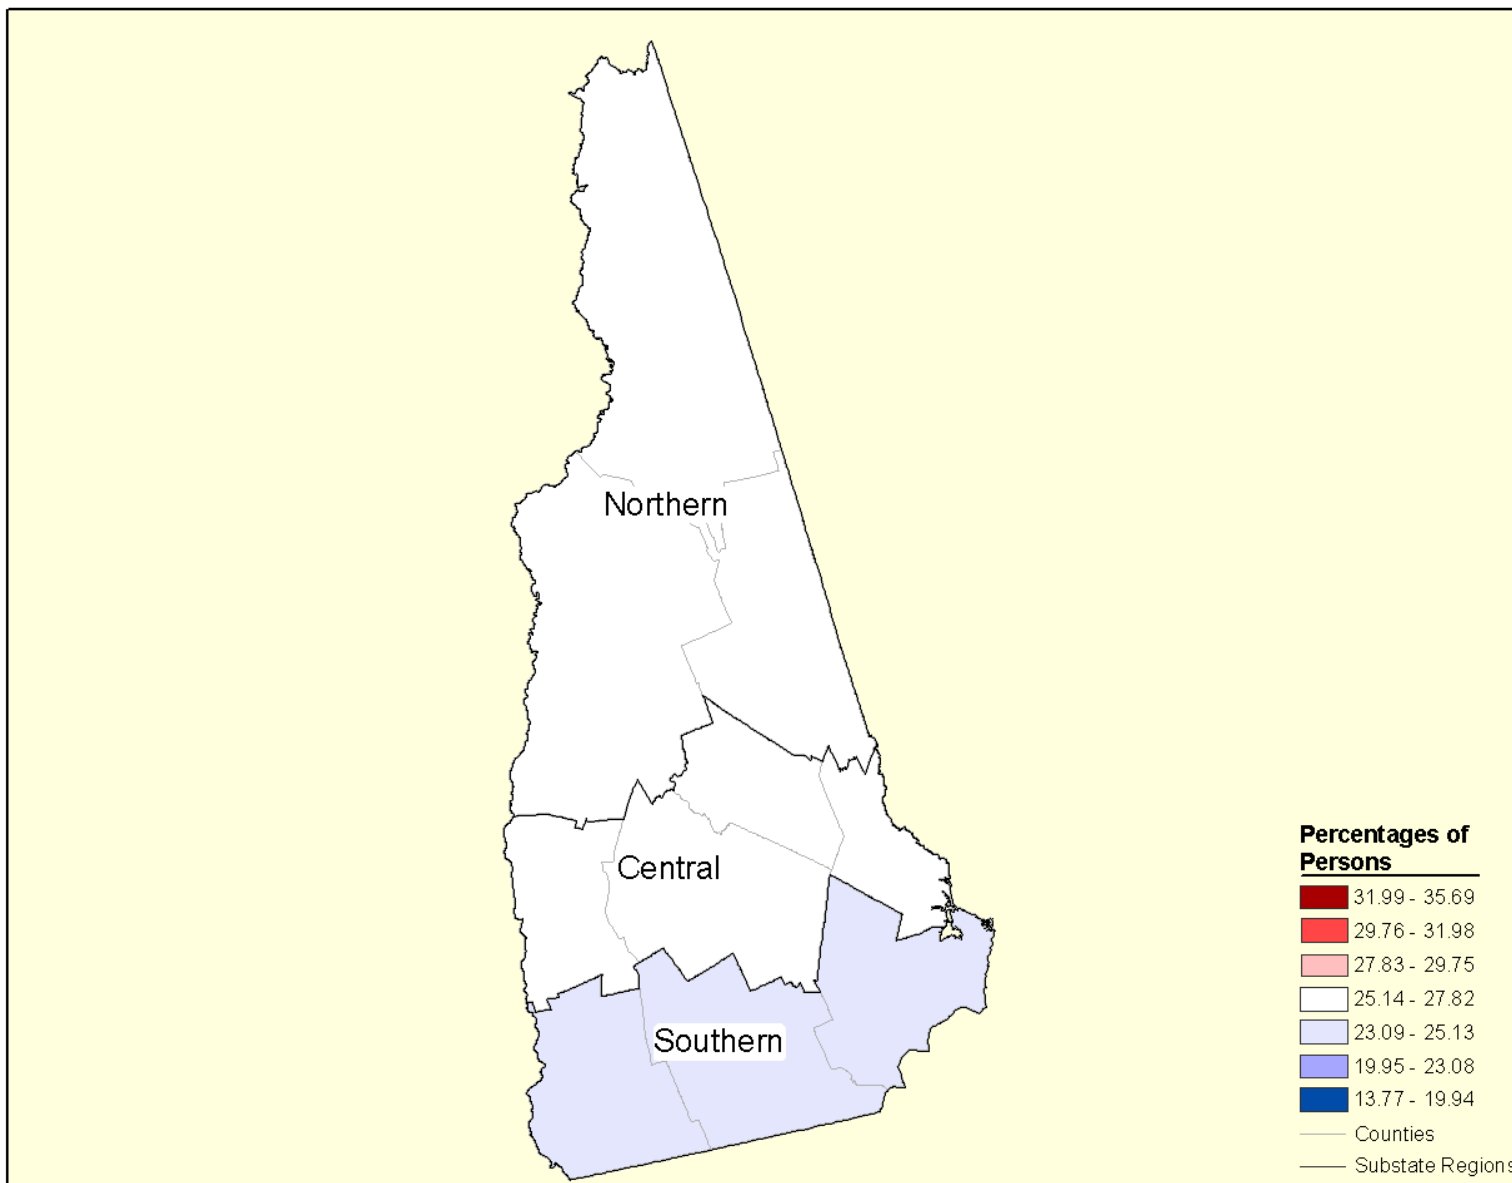 Northern
Central
Southern
Percentages of
Persons
31.99 - 35.69
29.76 - 31.98
27.83 - 29.75
25.14 - 27.82
23.09 - 25.13
19.95 - 23.08
13.77 - 19.94
Counties
Substate Regions